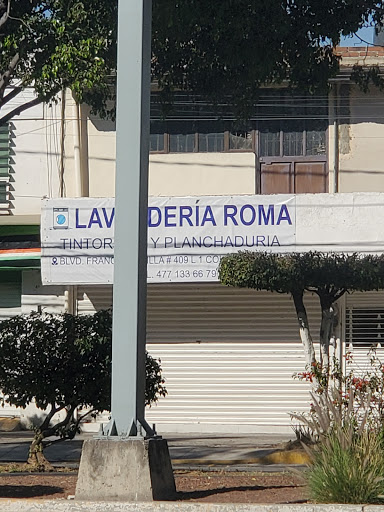 LAV DERÍA ROMA
TINTOR Y PLANCHADURIA
BLVD. FRANC LLA # 409 L 1 CO
477 133 66 79